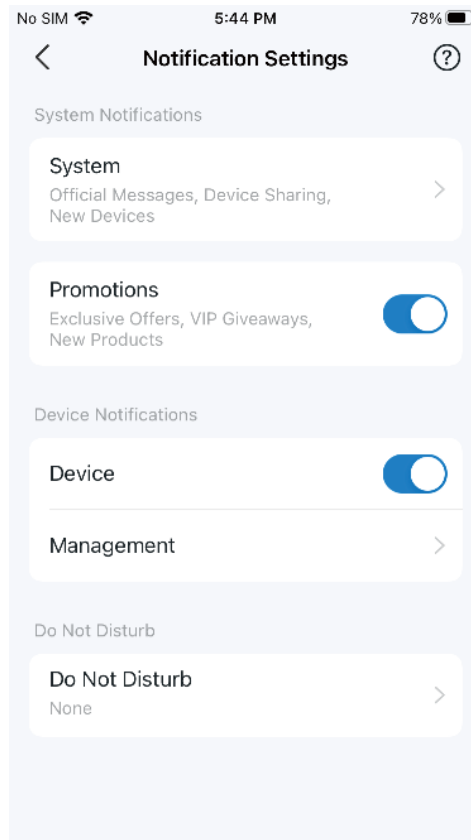 No SIM 5:44 PM 78%
Notification Settings ?
System Notifications
System
Official Messages, Device Sharing,
New Devices
Promotions
Exclusive Offers, VIP Giveaways,
New Products
Device Notifications
Device
Management
Do Not Disturb
Do Not Disturb
None